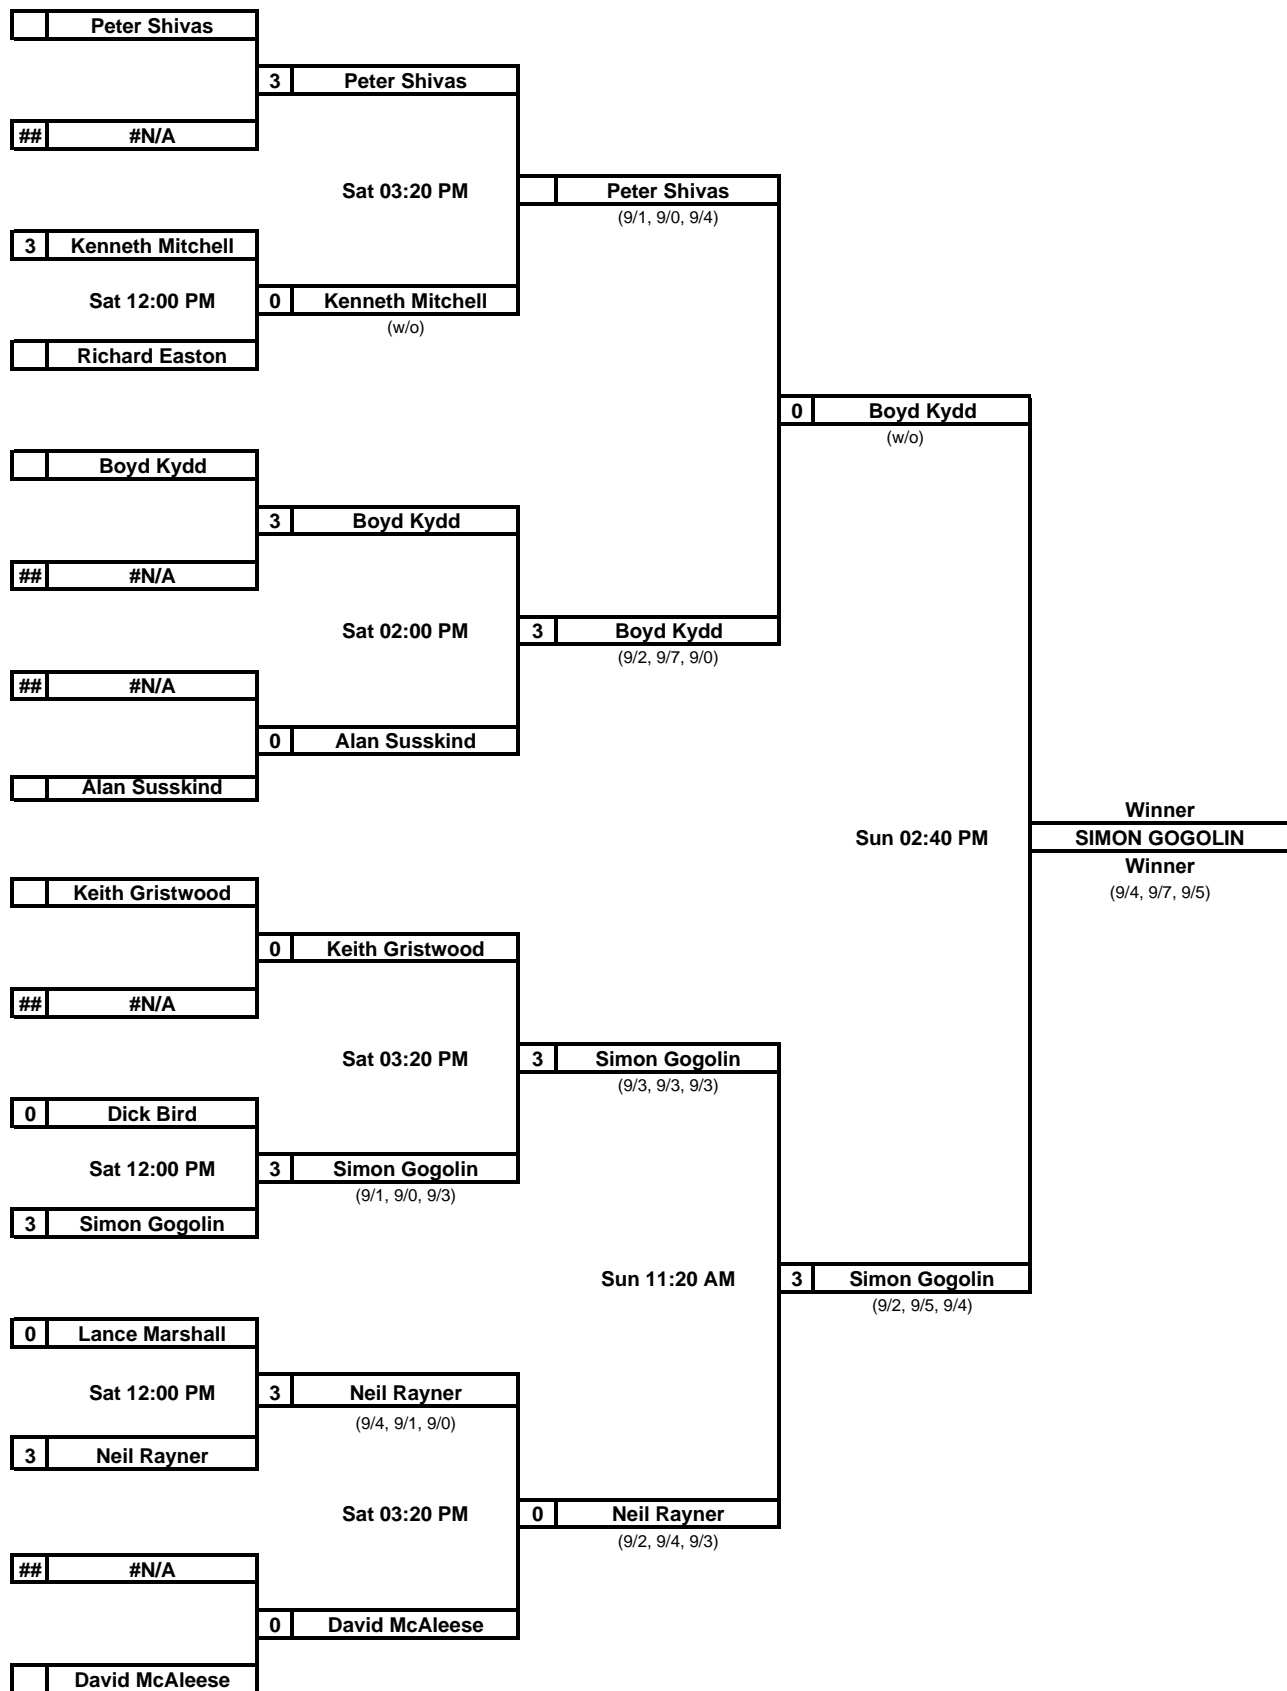 Peter Shivas
3 Peter Shivas
## #N/A
Sat 03:20 PM
Peter Shivas
(9/1, 9/0, 9/4)
3 Kenneth Mitchell
Sat 12:00 PM
0 Kenneth Mitchell
(w/o)
Richard Easton
0 Boyd Kydd
(w/o)
Boyd Kydd
3 Boyd Kydd
## #N/A
Sat 02:00 PM
3 Boyd Kydd
(9/2, 9/7, 9/0)
## #N/A
0 Alan Susskind
Alan Susskind
Winner
Sun 02:40 PM
SIMON GOGOLIN
Winner
(9/4, 9/7, 9/5)
Keith Gristwood
0 Keith Gristwood
## #N/A
Sat 03:20 PM
3 Simon Gogolin
(9/3, 9/3, 9/3)
0 Dick Bird
Sat 12:00 PM
3 Simon Gogolin
(9/1, 9/0, 9/3)
3 Simon Gogolin
Sun 11:20 AM
3 Simon Gogolin
(9/2, 9/5, 9/4)
0 Lance Marshall
Sat 12:00 PM
3 Neil Rayner
(9/4, 9/1, 9/0)
3 Neil Rayner
Sat 03:20 PM
0 Neil Rayner
(9/2, 9/4, 9/3)
## #N/A
0 David McAleese
David McAleese